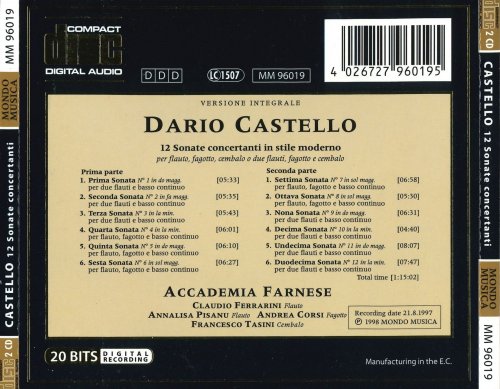 CASTELLO 12 Sonate concertanti
MONDO MUSICA
MM 96019
2 CD
COMPACT
disc
DIGITAL AUDIO
D D D
LC 1507
MM 96019
4 026727 960195
VERSIONE INTEGRALE
DARIO CASTELLO
12 Sonate concertanti in stile moderno
per flauto, fagotto, cembalo o due flauti, fagotto e cembalo
Prima parte
1 Prima Sonata N° 1 in do magg. [05:33]
per due flauti e basso continuo
2 Seconda Sonata N° 2 in fa magg. [05:35]
per due flauti e basso continuo
3 Terza Sonata N° 3 in la min. [05:43]
per due flauti e basso continuo
4 Quarta Sonata N° 4 in la min. [06:01]
per flauto, fagotto e basso continuo
5 Quinta Sonata N° 5 in do magg. [06:10]
per flauto, fagotto e basso continuo
6 Sesta Sonata N° 6 in sol magg. [06:27]
per flauto, fagotto e basso continuo
Seconda parte
1 Settima Sonata N° 7 in sol magg. [06:58]
per flauto, fagotto e basso continuo
2 Ottava Sonata N° 8 in sol magg. [05:30]
per flauto, fagotto e basso continuo
3 Nona Sonata N° 9 in do magg. [06:31]
per due flauti, fagotto e basso continuo
4 Decima Sonata N° 10 in la min. [04:40]
per due flauti, fagotto e basso continuo
5 Undecima Sonata N° 11 in do magg. [08:07]
per due flauti, fagotto e basso continuo
6 Duodecima Sonata N° 12 in la min. [07:47]
per due flauti, fagotto e basso continuo
Total time [1:15:02]
ACCADEMIA FARNESE
CLAUDIO FERRARINI Flauto
ANNALISA PISANU Flauto ANDREA CORSI Fagotto
FRANCESCO TASINI Cembalo
Recording date 21.8.1997
℗ © 1998 MONDO MUSICA
20 BITS DIGITAL RECORDING
Manufacturing in the E.C.
2 CD
CASTELLO 12 Sonate concertanti
MONDO MUSICA
MM 96019